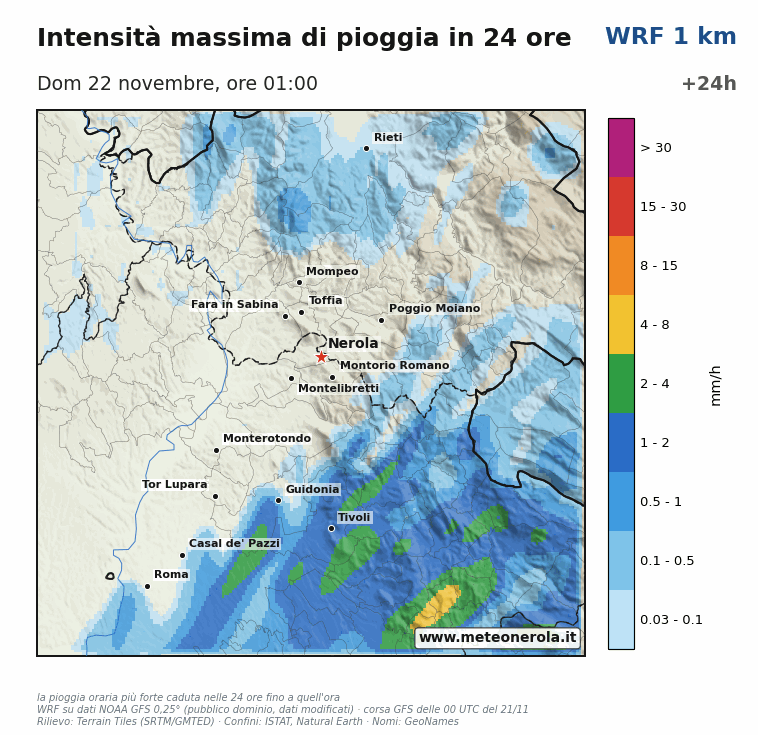 Intensità massima di pioggia in 24 ore
WRF 1 km
Dom 22 novembre, ore 01:00
+24h
Rieti
Mompeo
Fara in Sabina
Toffia
Poggio Moiano
Nerola
Montorio Romano
Montelibretti
Monterotondo
Tor Lupara
Guidonia
Tivoli
Casal de' Pazzi
Roma
www.meteonerola.it
> 30
15 - 30
8 - 15
4 - 8
2 - 4
1 - 2
0.5 - 1
0.1 - 0.5
0.03 - 0.1
mm/h
la pioggia oraria più forte caduta nelle 24 ore fino a quell'ora
WRF su dati NOAA GFS 0,25° (pubblico dominio, dati modificati) · corsa GFS delle 00 UTC del 21/11
Rilievo: Terrain Tiles (SRTM/GMTED) · Confini: ISTAT, Natural Earth · Nomi: GeoNames